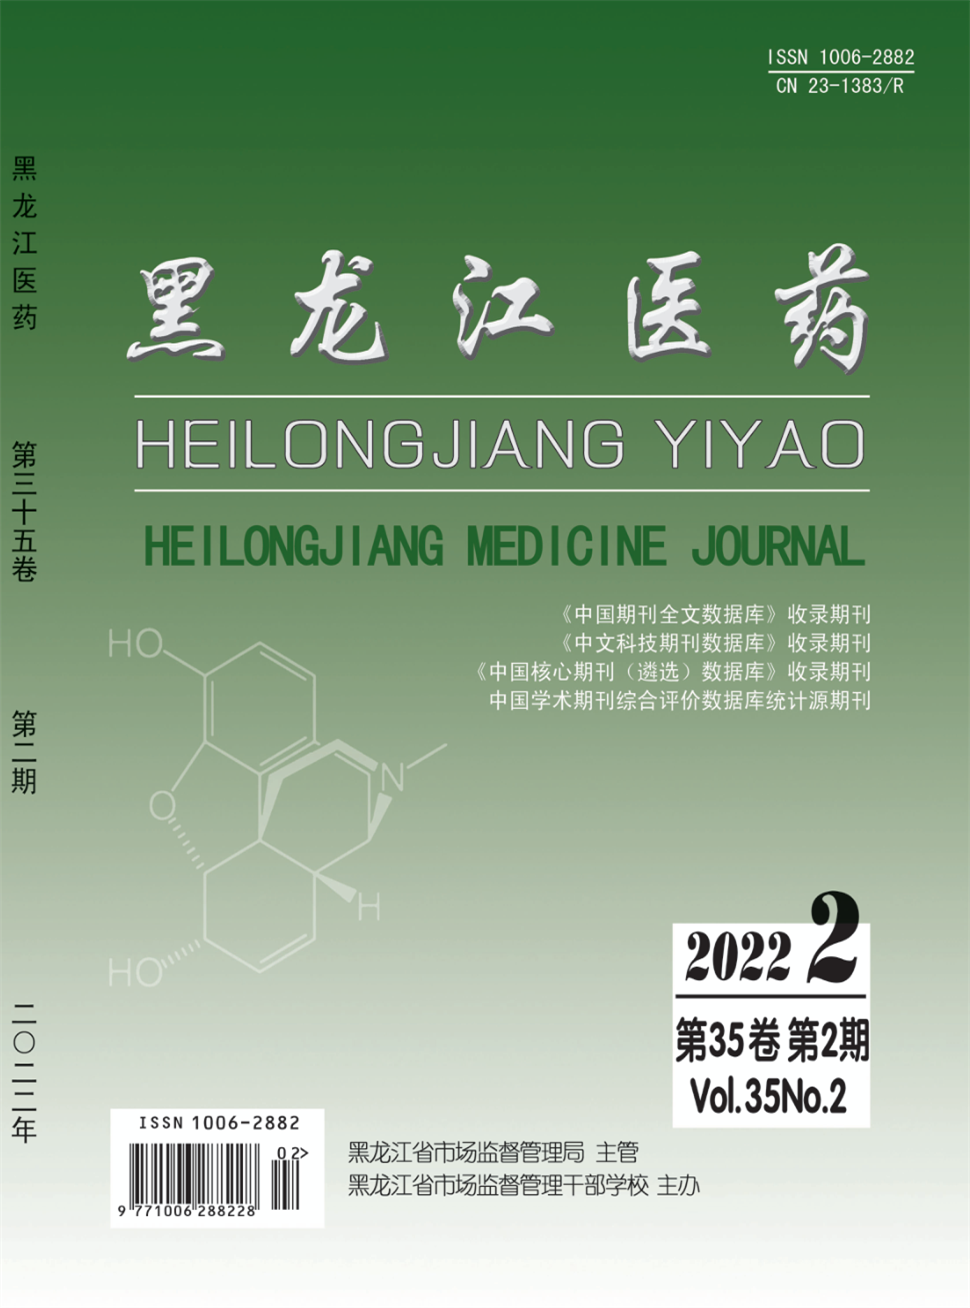 ISSN 1006-2882
CN 23-1383/R
黑龙江医药
第三十五卷
第二期
二〇二二年
黑龙江医药
HEILONGJIANG YIYAO
HEILONGJIANG MEDICINE JOURNAL
《中国期刊全文数据库》收录期刊
《中文科技期刊数据库》收录期刊
《中国核心期刊（遴选）数据库》收录期刊
中国学术期刊综合评价数据库统计源期刊
HO
N
O
H
HO
2022 2
第35卷 第2期
Vol.35No.2
ISSN 1006-2882
02>
9 771006 288228
黑龙江省市场监督管理局 主管
黑龙江省市场监督管理干部学校 主办